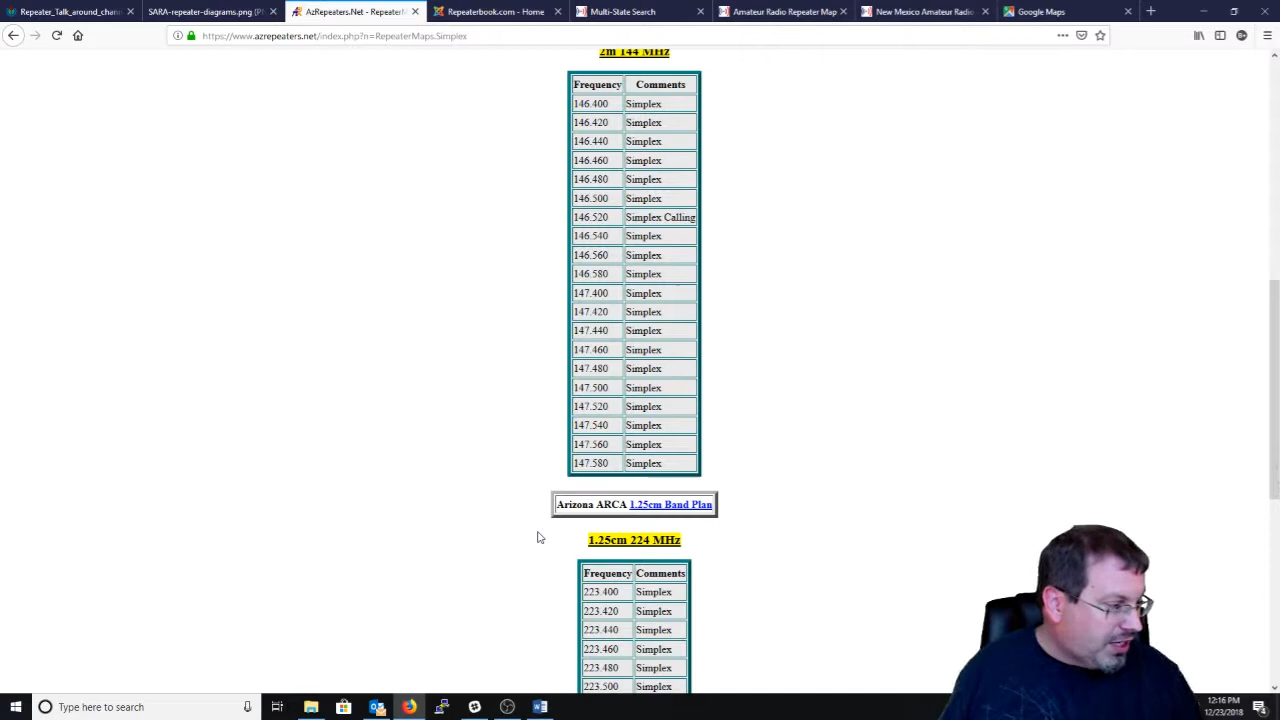 Repeater_Talk_around_chann
SARA-repeater-diagrams.png (PN
AzRepeaters.Net - RepeaterM
Repeaterbook.com - Home
Multi-State Search
Amateur Radio Repeater Map
New Mexico Amateur Radio
Google Maps
https://www.azrepeaters.net/index.php?n=RepeaterMaps.Simplex
2m 144 MHz
Frequency Comments
146.400 Simplex
146.420 Simplex
146.440 Simplex
146.460 Simplex
146.480 Simplex
146.500 Simplex
146.520 Simplex Calling
146.540 Simplex
146.560 Simplex
146.580 Simplex
147.400 Simplex
147.420 Simplex
147.440 Simplex
147.460 Simplex
147.480 Simplex
147.500 Simplex
147.520 Simplex
147.540 Simplex
147.560 Simplex
147.580 Simplex
Arizona ARCA 1.25cm Band Plan
1.25cm 224 MHz
Frequency Comments
223.400 Simplex
223.420 Simplex
223.440 Simplex
223.460 Simplex
223.480 Simplex
223.500 Simplex
Type here to search
12:16 PM
12/23/2018